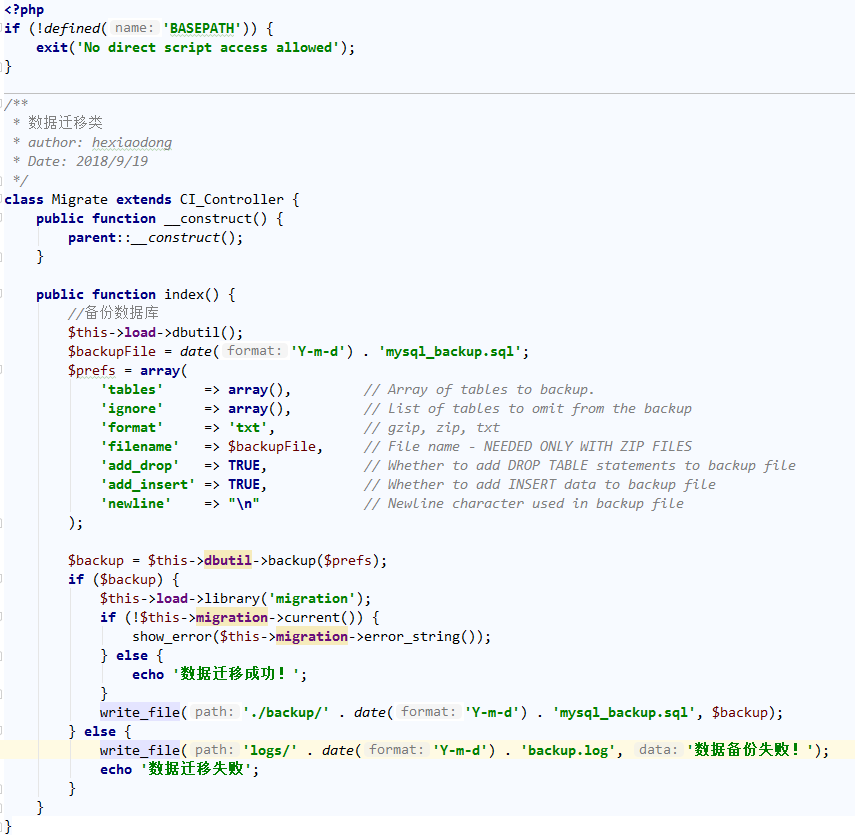 <?php
if (!defined( name: 'BASEPATH')) {
    exit('No direct script access allowed');
}
/**
 * 数据迁移类
 * author: hexiaodong
 * Date: 2018/9/19
 */
class Migrate extends CI_Controller {
    public function __construct() {
        parent::__construct();
    }
    public function index() {
        //备份数据库
        $this->load->dbutil();
        $backupFile = date( format: 'Y-m-d') . 'mysql_backup.sql';
        $prefs = array(
            'tables'     => array(),         // Array of tables to backup.
            'ignore'     => array(),         // List of tables to omit from the backup
            'format'     => 'txt',           // gzip, zip, txt
            'filename'   => $backupFile,     // File name - NEEDED ONLY WITH ZIP FILES
            'add_drop'   => TRUE,            // Whether to add DROP TABLE statements to backup file
            'add_insert' => TRUE,            // Whether to add INSERT data to backup file
            'newline'    => "\n"             // Newline character used in backup file
        );
        $backup = $this->dbutil->backup($prefs);
        if ($backup) {
            $this->load->library('migration');
            if (!$this->migration->current()) {
                show_error($this->migration->error_string());
            } else {
                echo '数据迁移成功！';
            }
            write_file( path: './backup/' . date( format: 'Y-m-d') . 'mysql_backup.sql', $backup);
        } else {
            write_file( path: 'logs/' . date( format: 'Y-m-d') . 'backup.log', data: '数据备份失败！');
            echo '数据迁移失败';
        }
    }
}